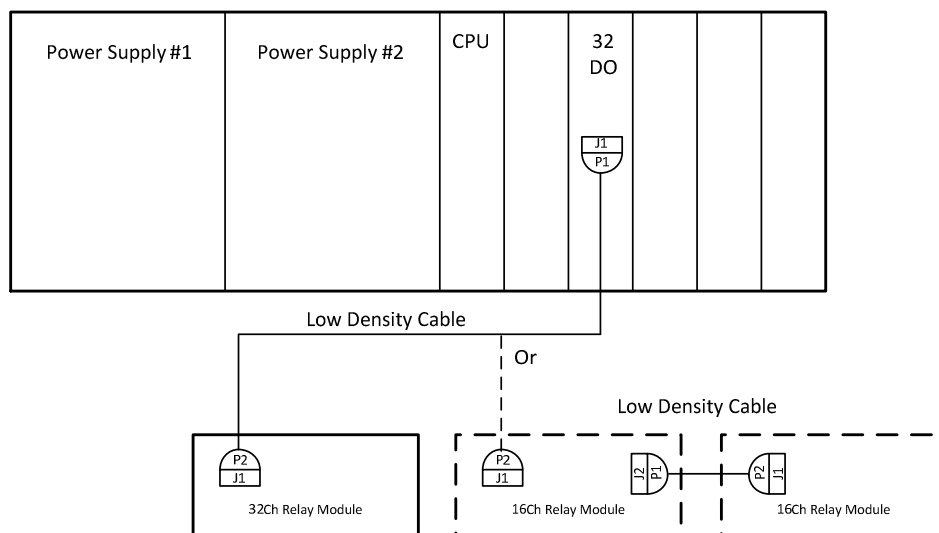 Power Supply #1
Power Supply #2
CPU
32
DO
J1
P1
Low Density Cable
Or
Low Density Cable
P2
J1
32Ch Relay Module
P2
J1
16Ch Relay Module
J2
P1
P2
J1
16Ch Relay Module